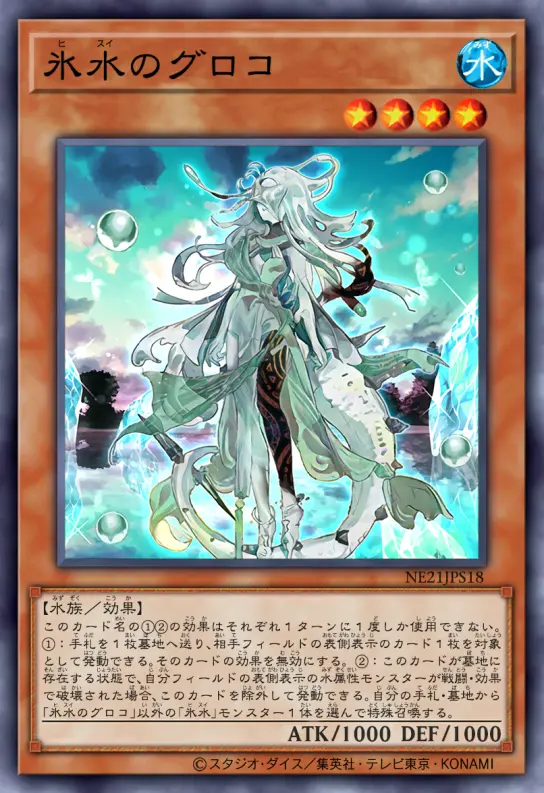 氷水のグロコ
水
NE21JPS18
【水族／効果】
このカード名の①②の効果はそれぞれ１ターンに１度しか使用できない。
①：手札を１枚墓地へ送り、相手フィールドの表側表示のカード１枚を対象
として発動できる。そのカードの効果を無効にする。②：このカードが墓地に
存在する状態で、自分フィールドの表側表示の水属性モンスターが戦闘・効果
で破壊された場合、このカードを除外して発動できる。自分の手札・墓地から
「氷水のグロコ」以外の「氷水」モンスター１体を選んで特殊召喚する。
ATK/1000 DEF/1000
©スタジオ・ダイス／集英社・テレビ東京・KONAMI